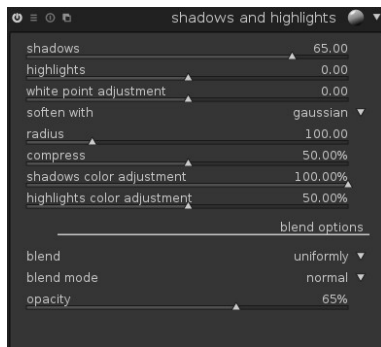 shadows and highlights
shadows 65.00
highlights 0.00
white point adjustment 0.00
soften with gaussian
radius 100.00
compress 50.00%
shadows color adjustment 100.00%
highlights color adjustment 50.00%
blend options
blend uniformly
blend mode normal
opacity 65%